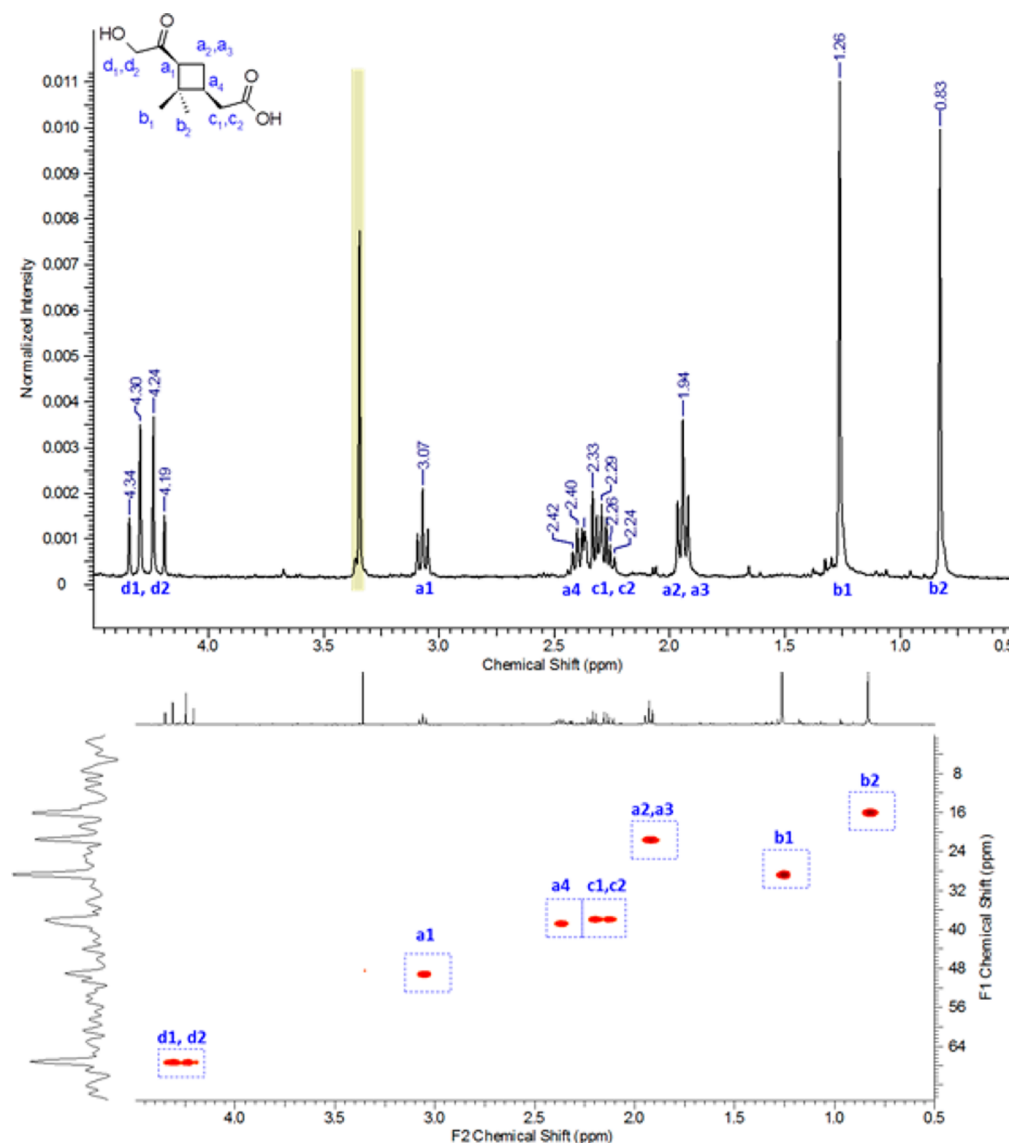 HO
O
a2,a3
d1,d2
a1
a4
O
b1
b2
c1,c2
OH
1.26
0.83
0.011
0.010
0.009
0.008
0.007
0.006
0.005
0.004
0.003
0.002
0.001
0
Normalized Intensity
4.34
4.30
4.24
4.19
3.07
2.42
2.40
2.33
2.29
2.26
2.24
1.94
d1, d2
a1
a4
c1, c2
a2, a3
b1
b2
4.0
3.5
3.0
2.5
2.0
1.5
1.0
0.5
Chemical Shift (ppm)
b2
a2,a3
b1
a4
c1,c2
a1
d1, d2
8
16
24
32
40
48
56
64
F1 Chemical Shift (ppm)
4.0
3.5
3.0
2.5
2.0
1.5
1.0
0.5
F2 Chemical Shift (ppm)